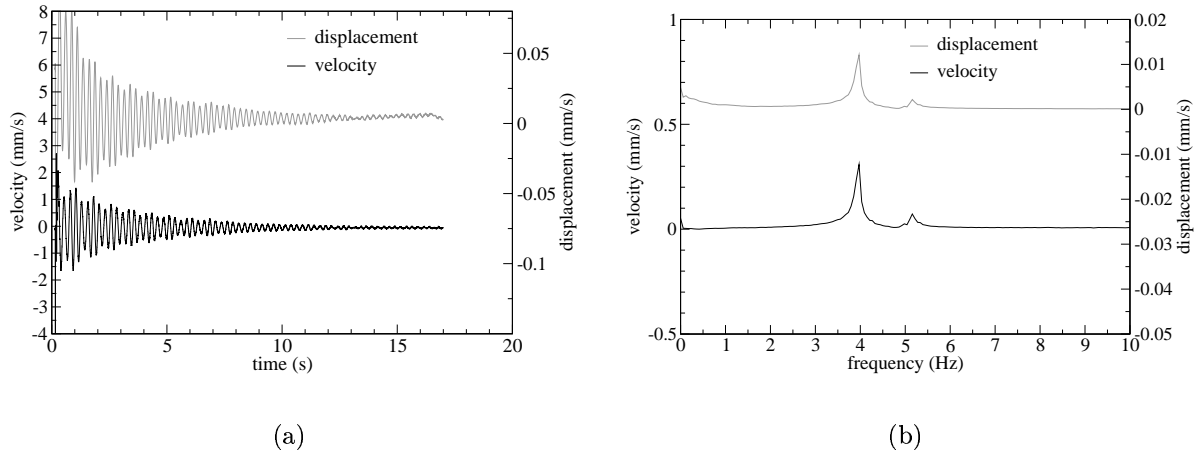 8
7
6
5
4
3
2
1
0
-1
-2
-3
-4
velocity (mm/s)
displacement
velocity
0.05
0
-0.05
-0.1
displacement (mm/s)
0 5 10 15 20
time (s)
(a)
1
0.5
0
-0.5
velocity (mm/s)
displacement
velocity
0.02
0.01
0
-0.01
-0.02
-0.03
-0.04
-0.05
displacement (mm/s)
0 1 2 3 4 5 6 7 8 9 10
frequency (Hz)
(b)